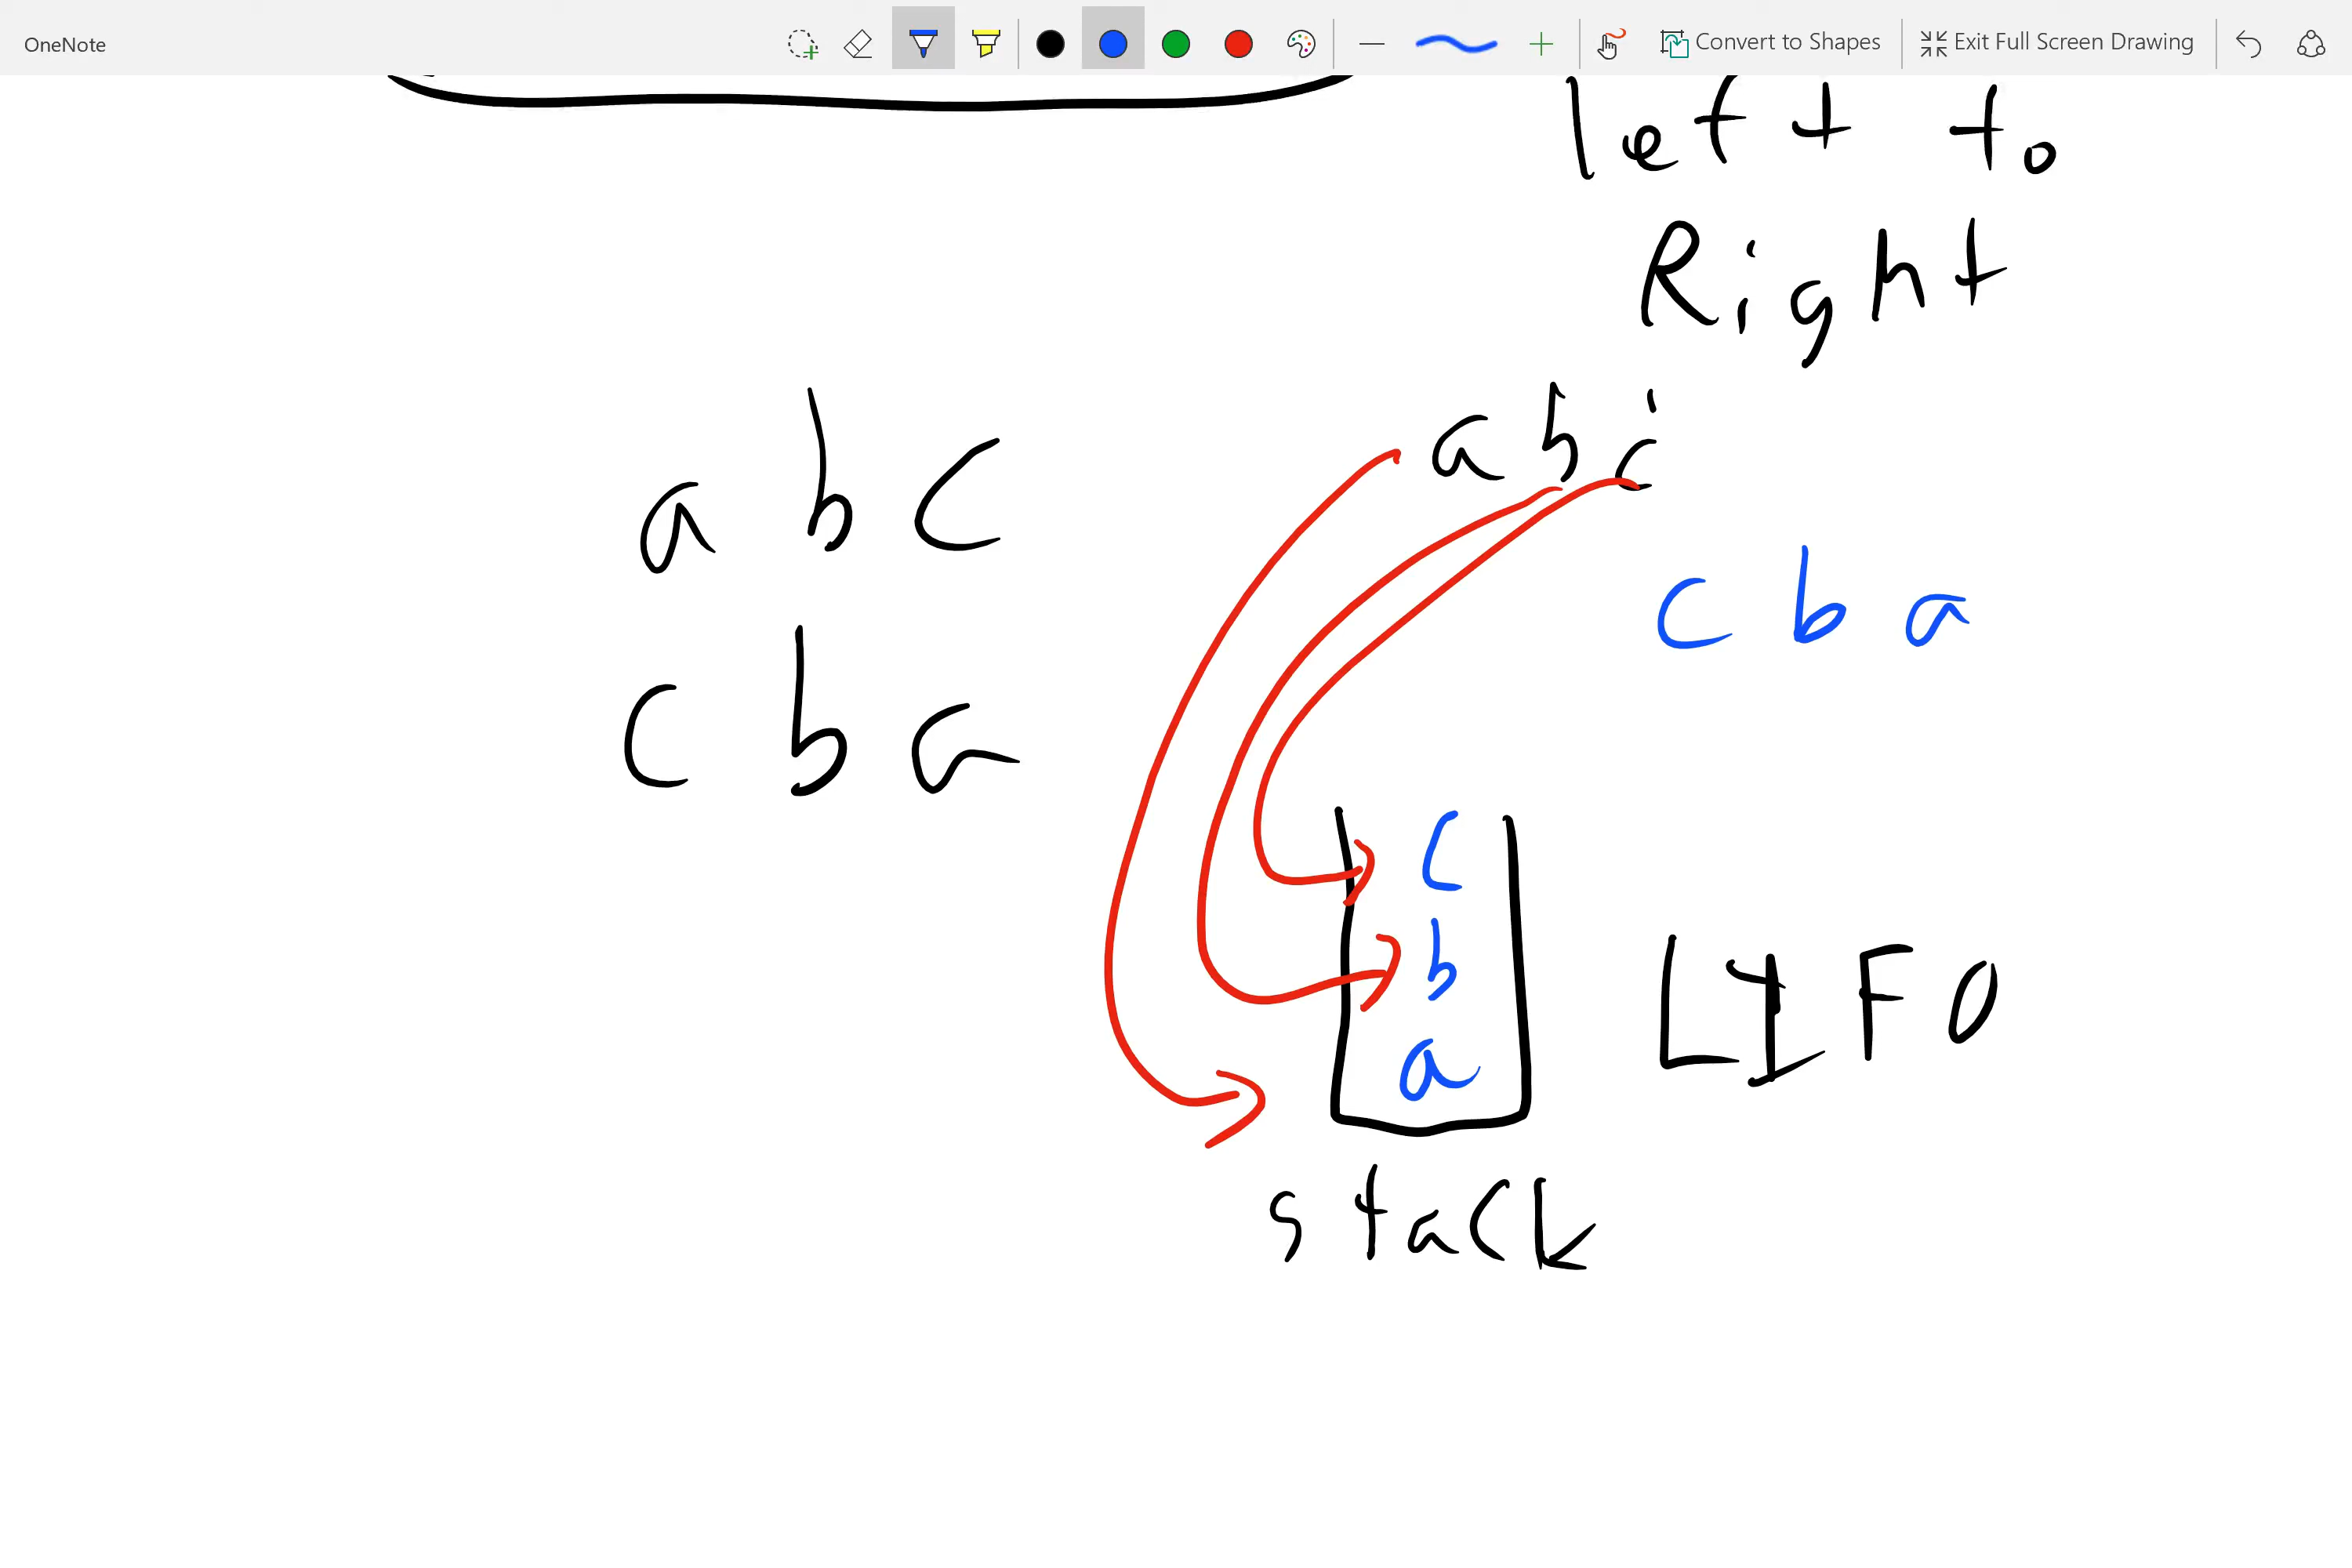 OneNote
Convert to Shapes
Exit Full Screen Drawing
left to
Right
a b c
c b a
a b c
c b a
c
b
a
LIFO
stack